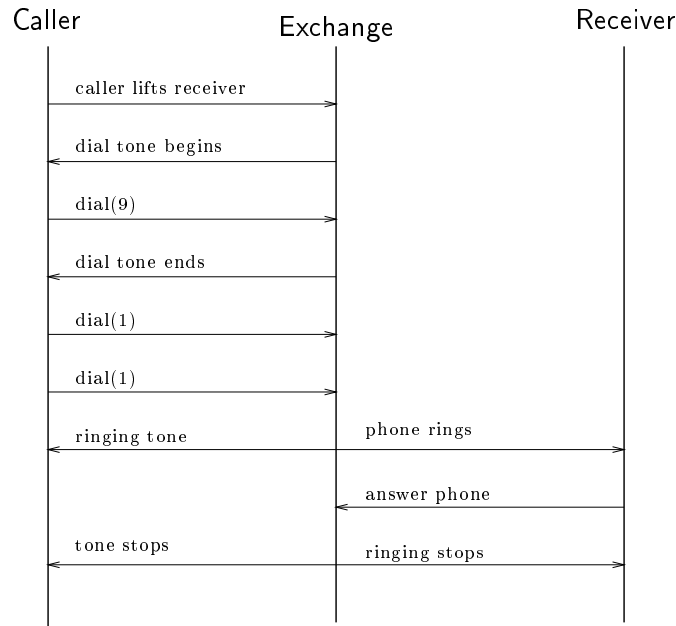 Caller
Exchange
Receiver
caller lifts receiver
dial tone begins
dial(9)
dial tone ends
dial(1)
dial(1)
ringing tone
phone rings
answer phone
tone stops
ringing stops